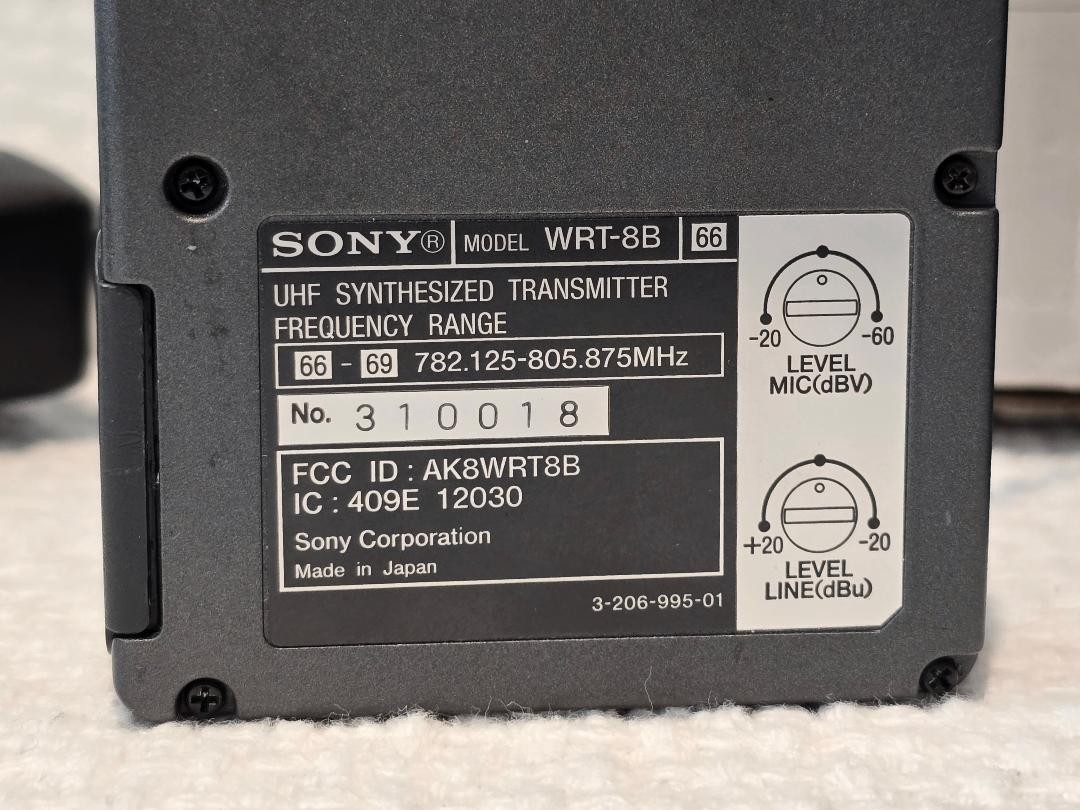 SONY® MODEL WRT-8B 66
UHF SYNTHESIZED TRANSMITTER
FREQUENCY RANGE
66 - 69 782.125-805.875MHz
No. 310018
FCC ID : AK8WRT8B
IC : 409E 12030
Sony Corporation
Made in Japan
3-206-995-01
-20 -60
LEVEL
MIC(dBV)
+20 -20
LEVEL
LINE(dBu)